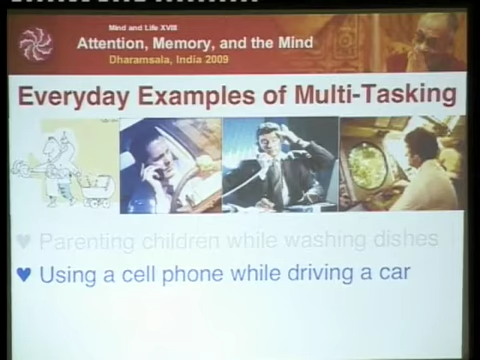 Mind and Life XVIII
Attention, Memory, and the Mind
Dharamsala, India 2009
Everyday Examples of Multi-Tasking
♥ Parenting children while washing dishes
♥ Using a cell phone while driving a car